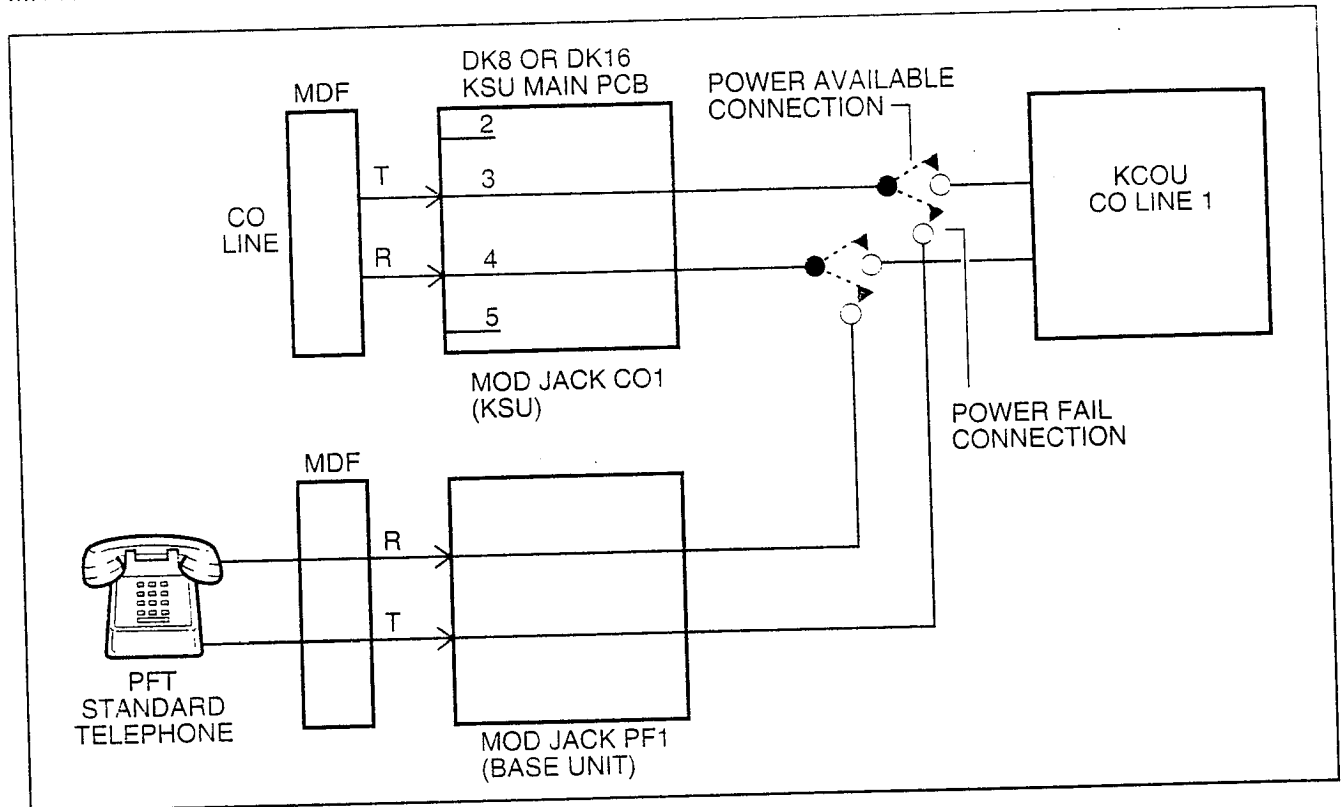 MDF
DK8 OR DK16
KSU MAIN PCB
POWER AVAILABLE
CONNECTION
2
T
3
CO
LINE
R
4
5
KCOU
CO LINE 1
MOD JACK CO1
(KSU)
POWER FAIL
CONNECTION
MDF
R
T
PFT
STANDARD
TELEPHONE
MOD JACK PF1
(BASE UNIT)